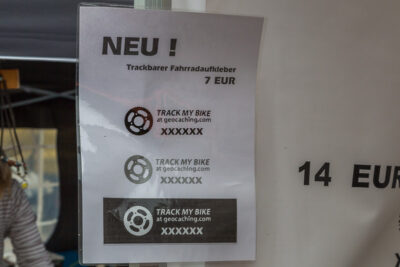 NEU !
Trackbarer Fahrradaufkleber
7 EUR
TRACK MY BIKE
at geocaching.com
XXXXXX
TRACK MY BIKE
at geocaching.com
XXXXXX
TRACK MY BIKE
at geocaching.com
XXXXXX
14 EUR